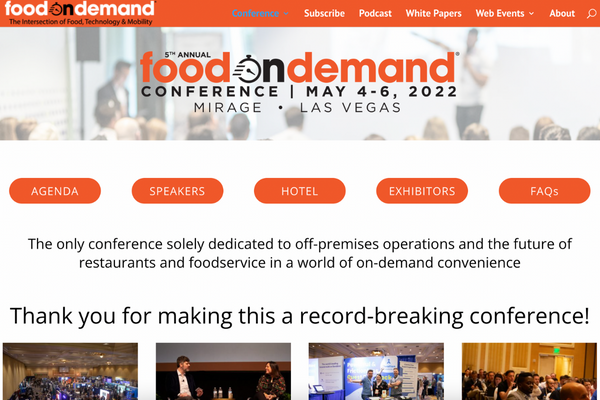 foodondemand
The Intersection of Food, Technology & Mobility
Conference Subscribe Podcast White Papers Web Events About
5TH ANNUAL
foodondemand®
CONFERENCE | MAY 4-6, 2022
MIRAGE • LAS VEGAS
AGENDA SPEAKERS HOTEL EXHIBITORS FAQs
The only conference solely dedicated to off-premises operations and the future of
restaurants and foodservice in a world of on-demand convenience
Thank you for making this a record-breaking conference!